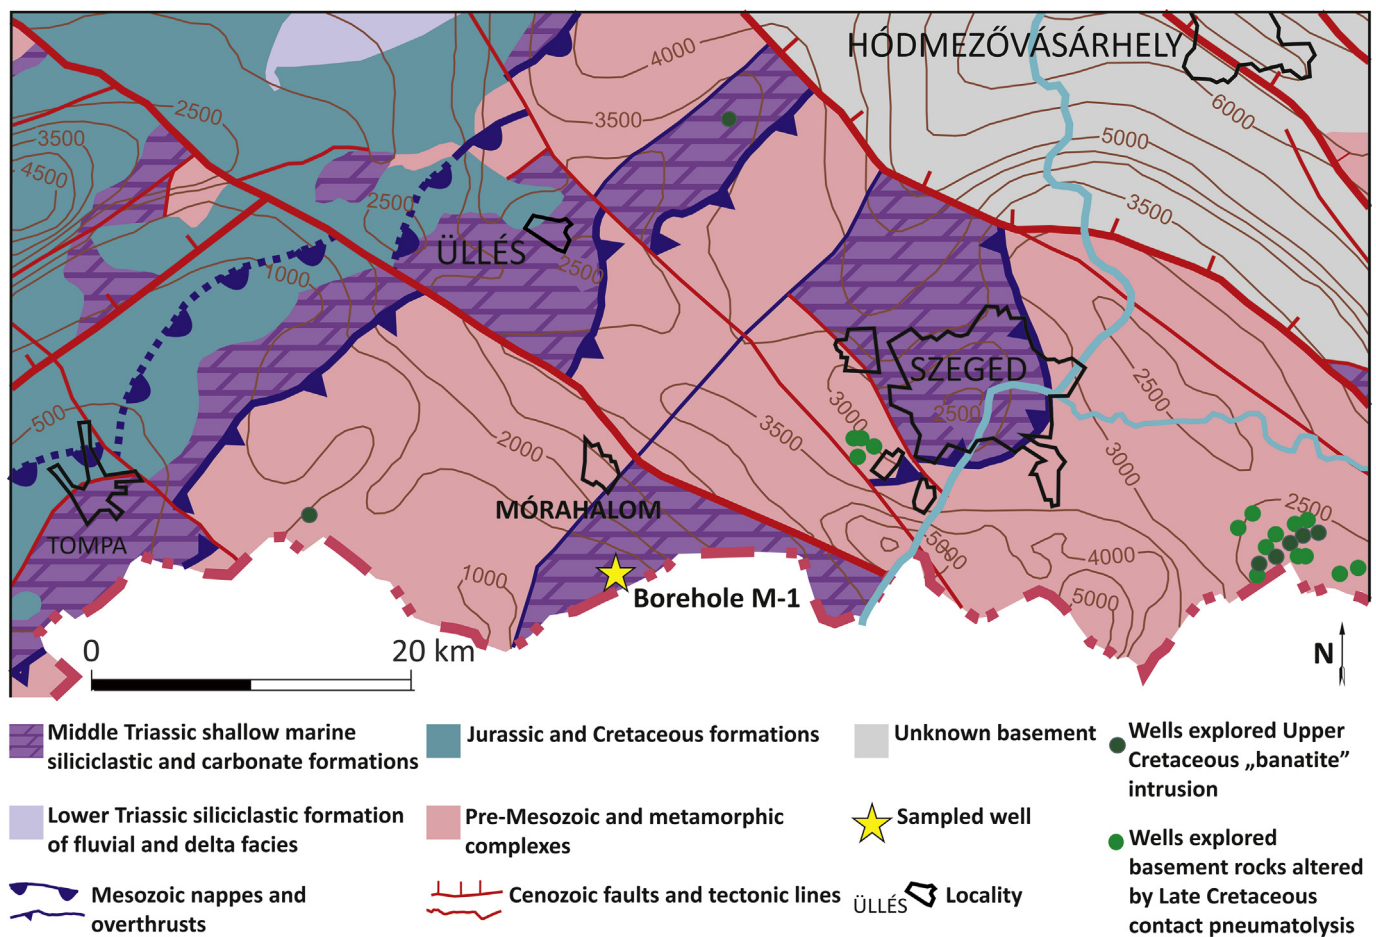 HÓDMEZŐVÁSÁRHELY
4000
2500
3500
3500
6000
5000
4500
2500
3500
ÜLLÉS
2500
1000
SZEGED
500
3000
2500
2500
3500
2000
3000
MÓRAHALOM
2500
TOMPA
5000
4000
1000
5000
Borehole M-1
0
20 km
N
Middle Triassic shallow marine
siliciclastic and carbonate formations
Jurassic and Cretaceous formations
Unknown basement
Wells explored Upper
Cretaceous „banatite”
intrusion
Lower Triassic siliciclastic formation
of fluvial and delta facies
Pre-Mesozoic and metamorphic
complexes
Sampled well
Wells explored
basement rocks altered
by Late Cretaceous
contact pneumatolysis
Mesozoic nappes and
overthrusts
Cenozoic faults and tectonic lines
ÜLLÉS
Locality